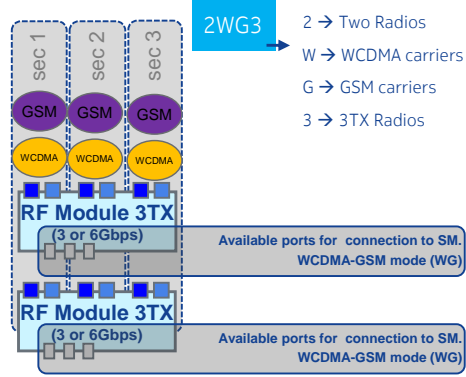 sec 1
sec 2
sec 3
2WG3
2 → Two Radios
W → WCDMA carriers
G → GSM carriers
3 → 3TX Radios
GSM
GSM
GSM
WCDMA
WCDMA
WCDMA
RF Module 3TX
(3 or 6Gbps)
Available ports for connection to SM.
WCDMA-GSM mode (WG)
RF Module 3TX
(3 or 6Gbps)
Available ports for connection to SM.
WCDMA-GSM mode (WG)